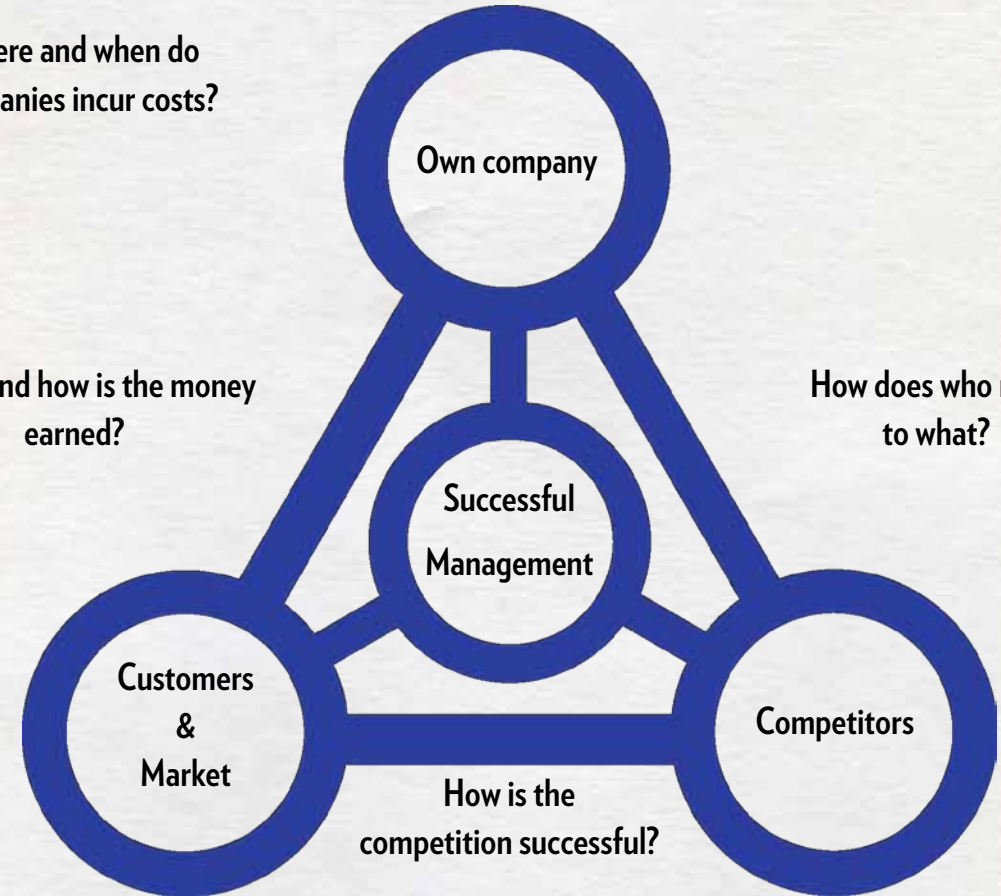 ere and when do
anies incur costs?
Own company
nd how is the money
earned?
How does who
to what?
Successful
Management
Customers
&
Market
Competitors
How is the
competition successful?